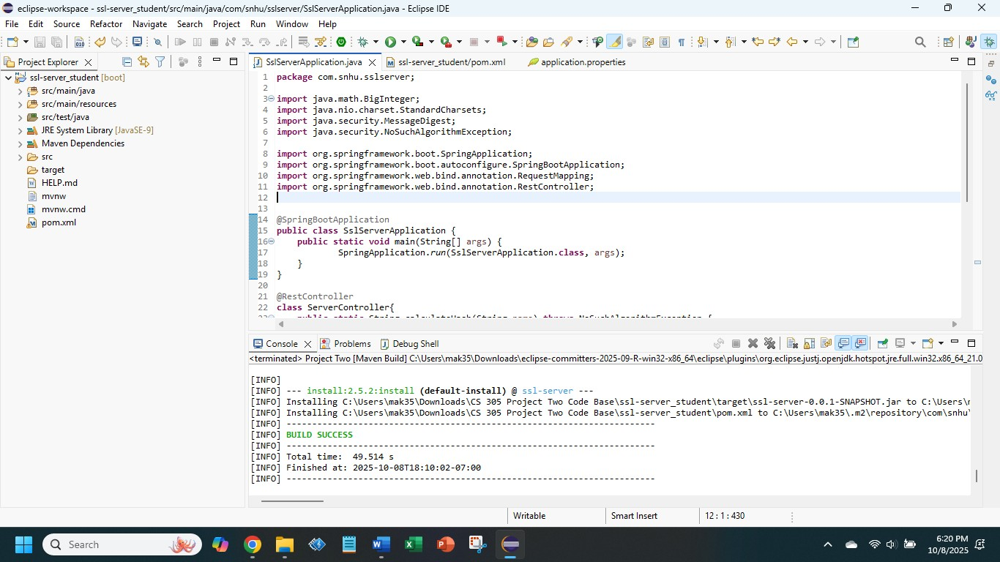 eclipse-workspace - ssl-server_student/src/main/java/com/snhu/sslserver/SslServerApplication.java - Eclipse IDE
File Edit Source Refactor Navigate Search Project Run Window Help
Project Explorer
ssl-server_student [boot]
src/main/java
src/main/resources
src/test/java
JRE System Library [JavaSE-9]
Maven Dependencies
src
target
HELP.md
mvnw
mvnw.cmd
pom.xml
SslServerApplication.java ssl-server_student/pom.xml application.properties
1 package com.snhu.sslserver;
2
3 import java.math.BigInteger;
4 import java.nio.charset.StandardCharsets;
5 import java.security.MessageDigest;
6 import java.security.NoSuchAlgorithmException;
7
8 import org.springframework.boot.SpringApplication;
9 import org.springframework.boot.autoconfigure.SpringBootApplication;
10 import org.springframework.web.bind.annotation.RequestMapping;
11 import org.springframework.web.bind.annotation.RestController;
12
13
14 @SpringBootApplication
15 public class SslServerApplication {
16 public static void main(String[] args) {
17 SpringApplication.run(SslServerApplication.class, args);
18 }
19 }
20
21 @RestController
22 class ServerController{
23 public static String calculateHash(String name) throws NoSuchAlgorithmException {
Console Problems Debug Shell
<terminated> Project Two [Maven Build] C:\Users\mak35\Downloads\eclipse-committers-2025-09-R-win32-x86_64\eclipse\plugins\org.eclipse.justj.openjdk.hotspot.jre.full.win32.x86_64_21.0
[INFO]
[INFO] --- install:2.5.2:install (default-install) @ ssl-server ---
[INFO] Installing C:\Users\mak35\Downloads\CS 305 Project Two Code Base\ssl-server_student\target\ssl-server-0.0.1-SNAPSHOT.jar to C:\Users\
[INFO] Installing C:\Users\mak35\Downloads\CS 305 Project Two Code Base\ssl-server_student\pom.xml to C:\Users\mak35\.m2\repository\com\snhu\
[INFO] ------------------------------------------------------------------------
[INFO] BUILD SUCCESS
[INFO] ------------------------------------------------------------------------
[INFO] Total time:  49.514 s
[INFO] Finished at: 2025-10-08T18:10:02-07:00
[INFO] ------------------------------------------------------------------------
Writable Smart Insert 12 : 1 : 430
Search
6:20 PM
10/8/2025